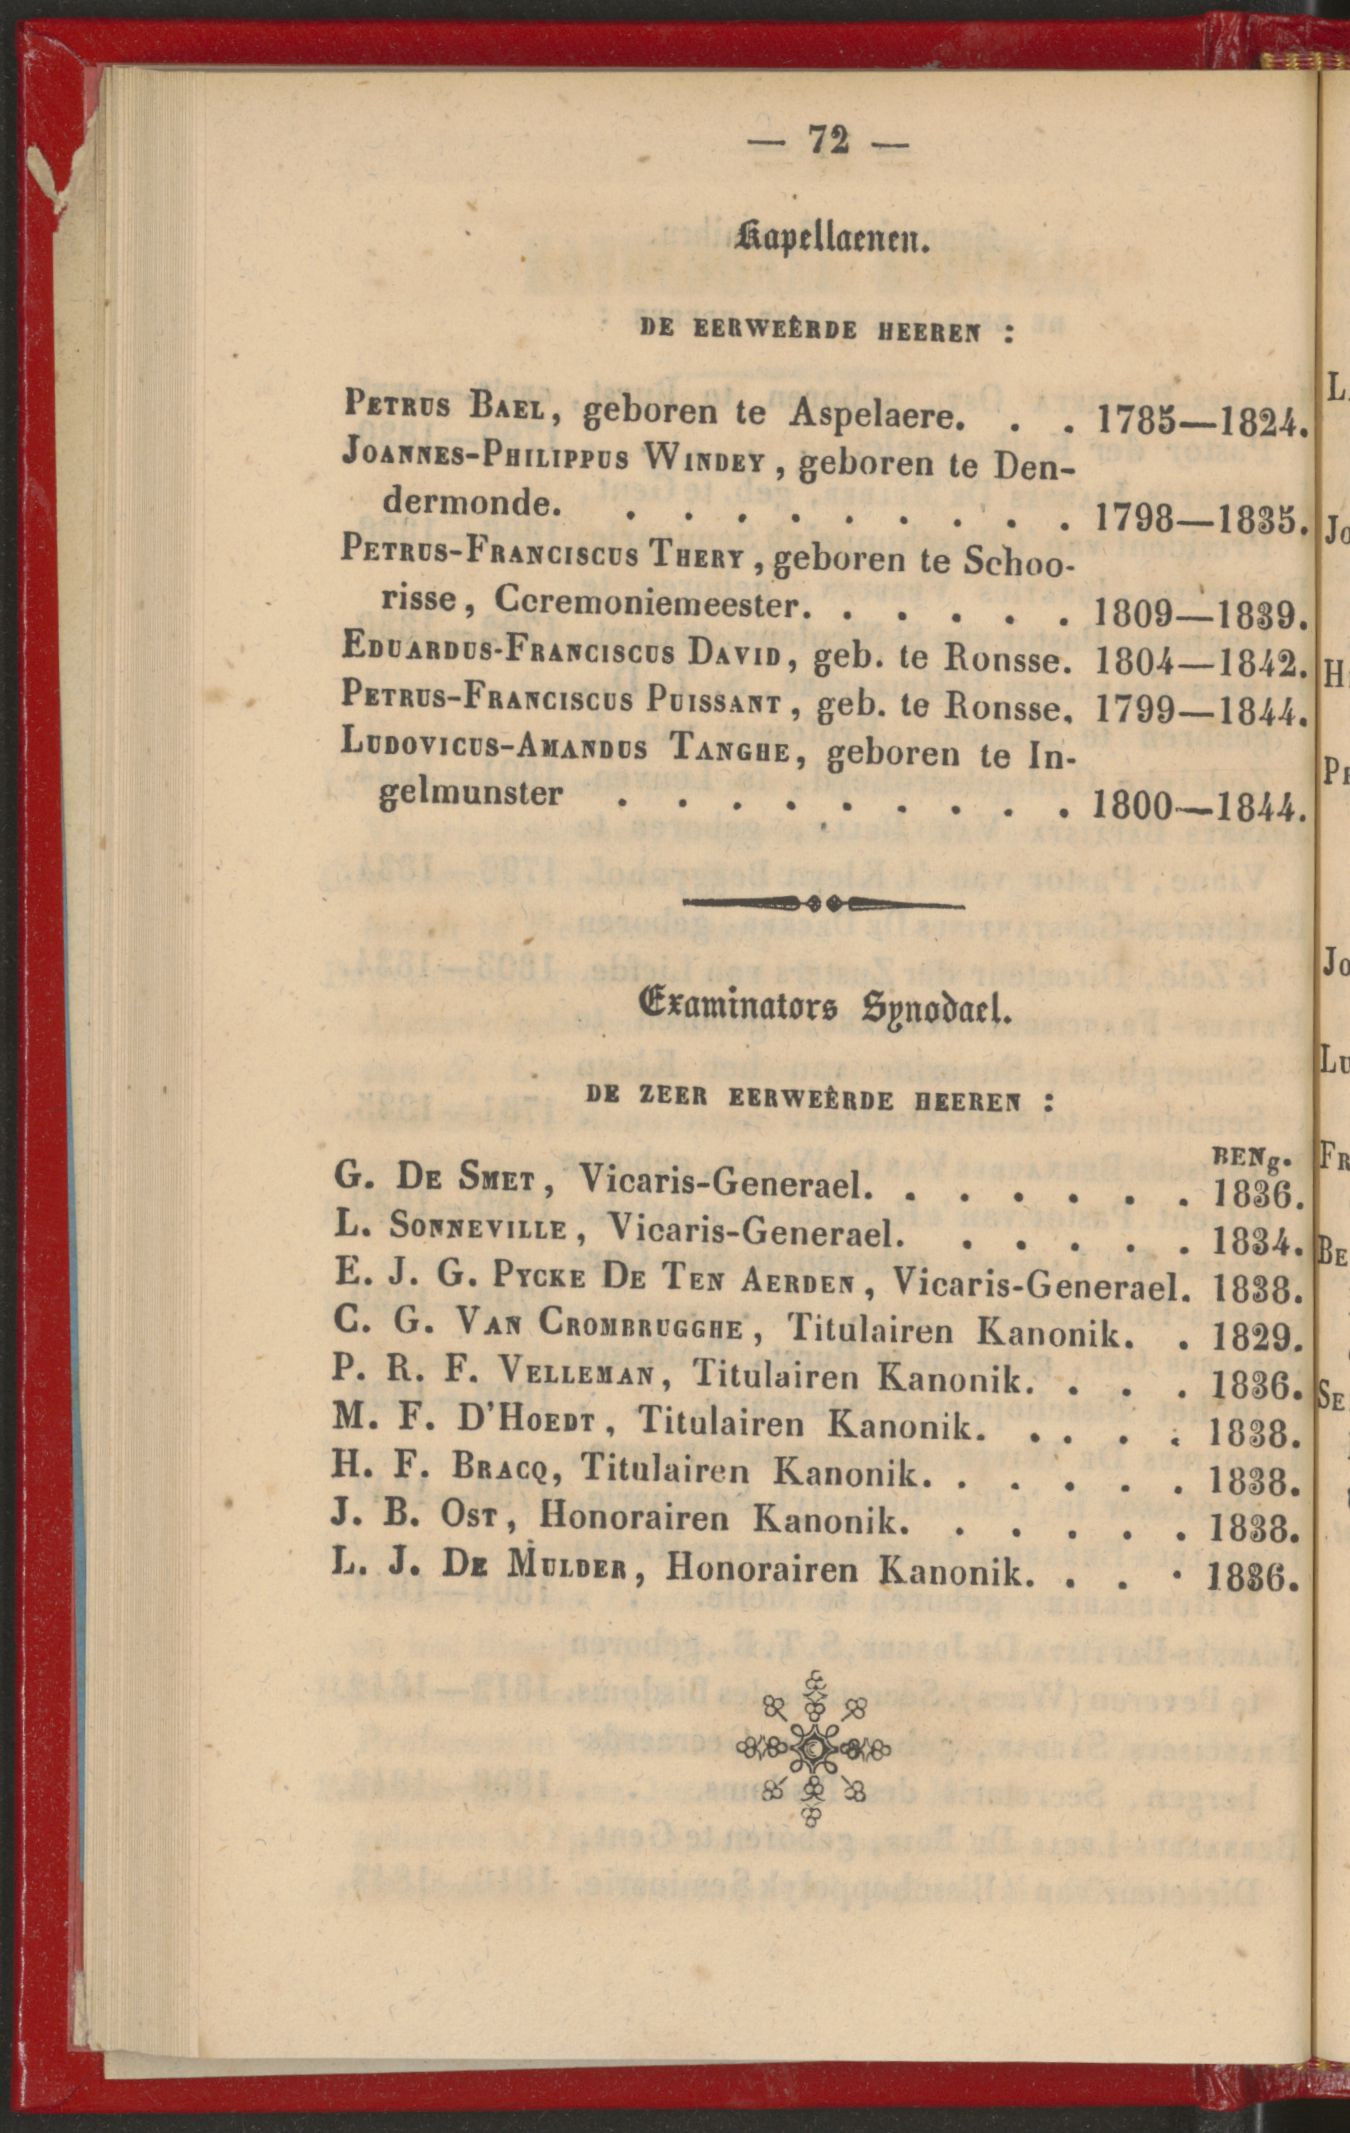 — 72 —
Kapellaenen.
DE EERWEÊRDE HEEREN :
PETRUS BAEL, geboren te Aspelaere. . . 1785—1824.
JOANNES-PHILIPPUS WINDEY, geboren te Den-
dermonde. . . . . . . . . . 1798—1835.
PETRUS-FRANCISCUS THERY, geboren te Schoo-
risse, Ceremoniemeester. . . . . . 1809—1839.
EDUARDUS-FRANCISCUS DAVID, geb. te Ronsse. 1804—1842.
PETRUS-FRANCISCUS PUISSANT, geb. te Ronsse. 1799—1844.
LUDOVICUS-AMANDUS TANGHE, geboren te In-
gelmunster . . . . . . . . . 1800—1844.
Examinators Synodael.
DE ZEER EERWEÊRDE HEEREN :
BENg.
G. DE SMET, Vicaris-Generael. . . . . . . 1836.
L. SONNEVILLE, Vicaris-Generael. . . . . . 1834.
E. J. G. PYCKE DE TEN AERDEN, Vicaris-Generael. 1838.
C. G. VAN CROMBRUGGHE, Titulairen Kanonik. . 1829.
P. R. F. VELLEMAN, Titulairen Kanonik. . . . 1836.
M. F. D'HOEDT, Titulairen Kanonik. . . . . 1838.
H. F. BRACQ, Titulairen Kanonik. . . . . . 1838.
J. B. OST, Honorairen Kanonik. . . . . . 1838.
L. J. DE MULDER, Honorairen Kanonik. . . . 1836.